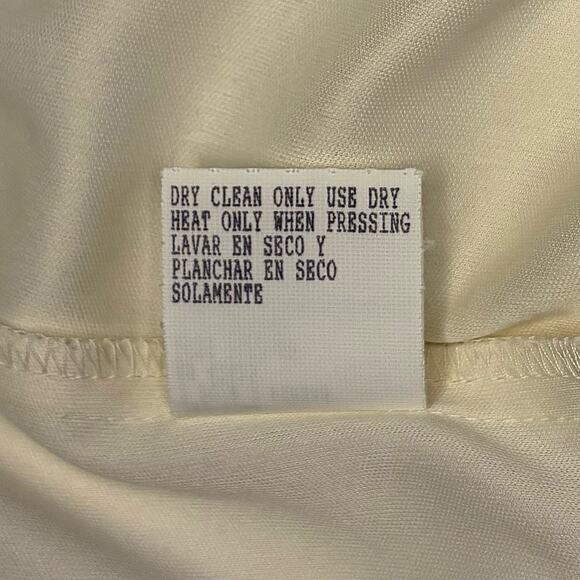 DRY CLEAN ONLY USE DRY
HEAT ONLY WHEN PRESSING
LAVAR EN SECO Y
PLANCHAR EN SECO
SOLAMENTE